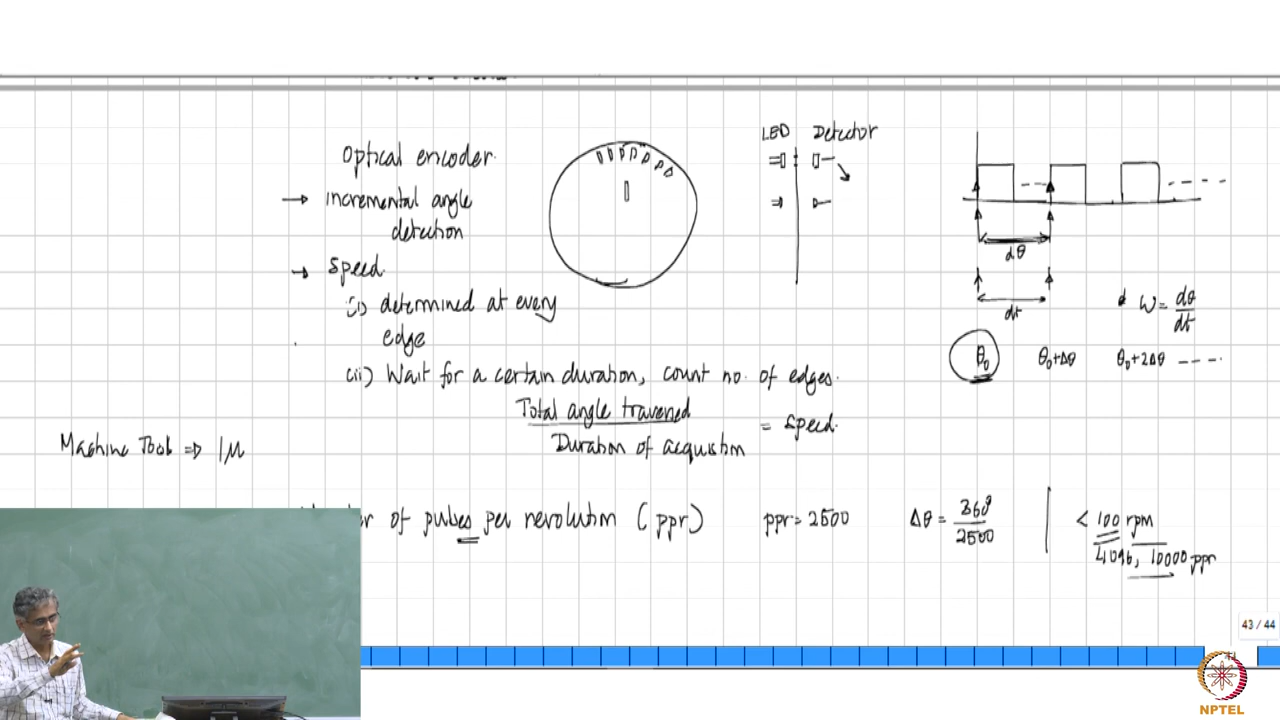 Optical encoder.
→ incremental angle
detection
→ Speed.
(i) determined at every
edge
(ii) Wait for a certain duration, count no. of edges.
Total angle traversed
Duration of acquisition
= Speed.
LED Detector
dθ
dt
ω = dθ/dt
θ₀ θ₀+Δθ θ₀+2Δθ ----
Machine Tool ⇒ 1μ
of pulses per revolution (ppr) ppr = 2500 Δθ = 360°/2500 < 100 rpm
4096, 10000 ppr
43 / 44
NPTEL